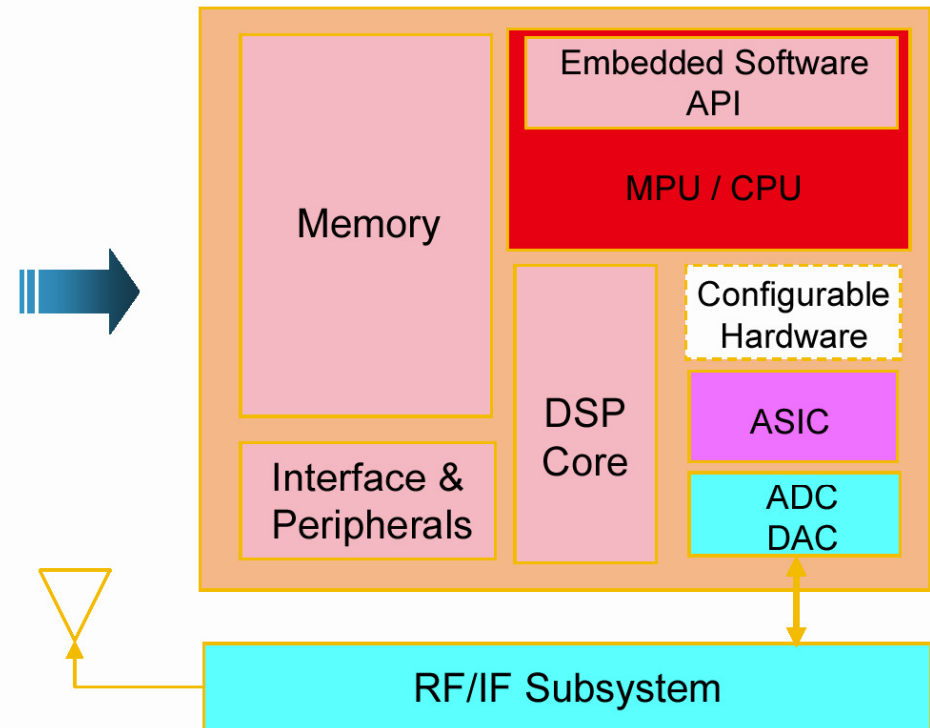 Embedded Software
API
MPU / CPU
Memory
Configurable
Hardware
DSP
Core
ASIC
Interface &
Peripherals
ADC
DAC
RF/IF Subsystem